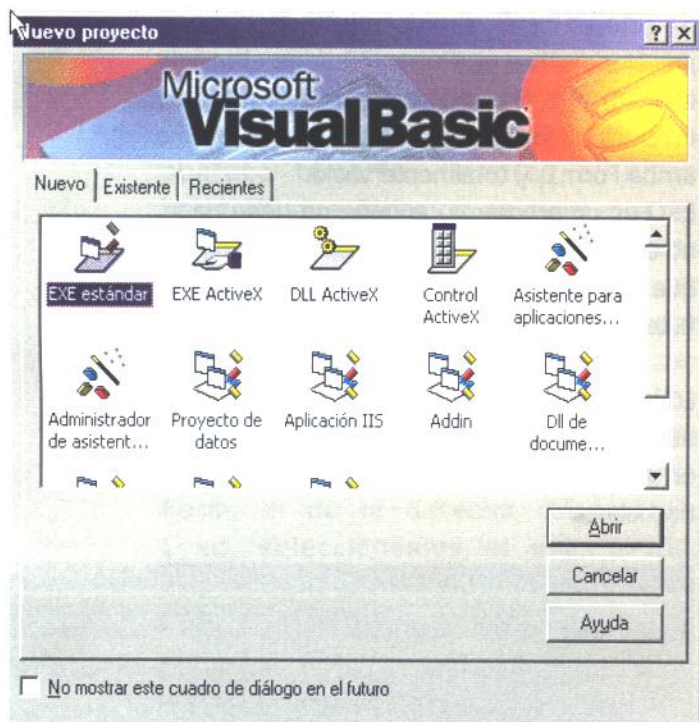 Nuevo proyecto
Microsoft
Visual Basic
Nuevo Existente Recientes
EXE estándar EXE ActiveX DLL ActiveX Control ActiveX Asistente para aplicaciones...
Administrador de asistent... Proyecto de datos Aplicación IIS Addin Dll de docume...
Abrir
Cancelar
Ayuda
No mostrar este cuadro de diálogo en el futuro